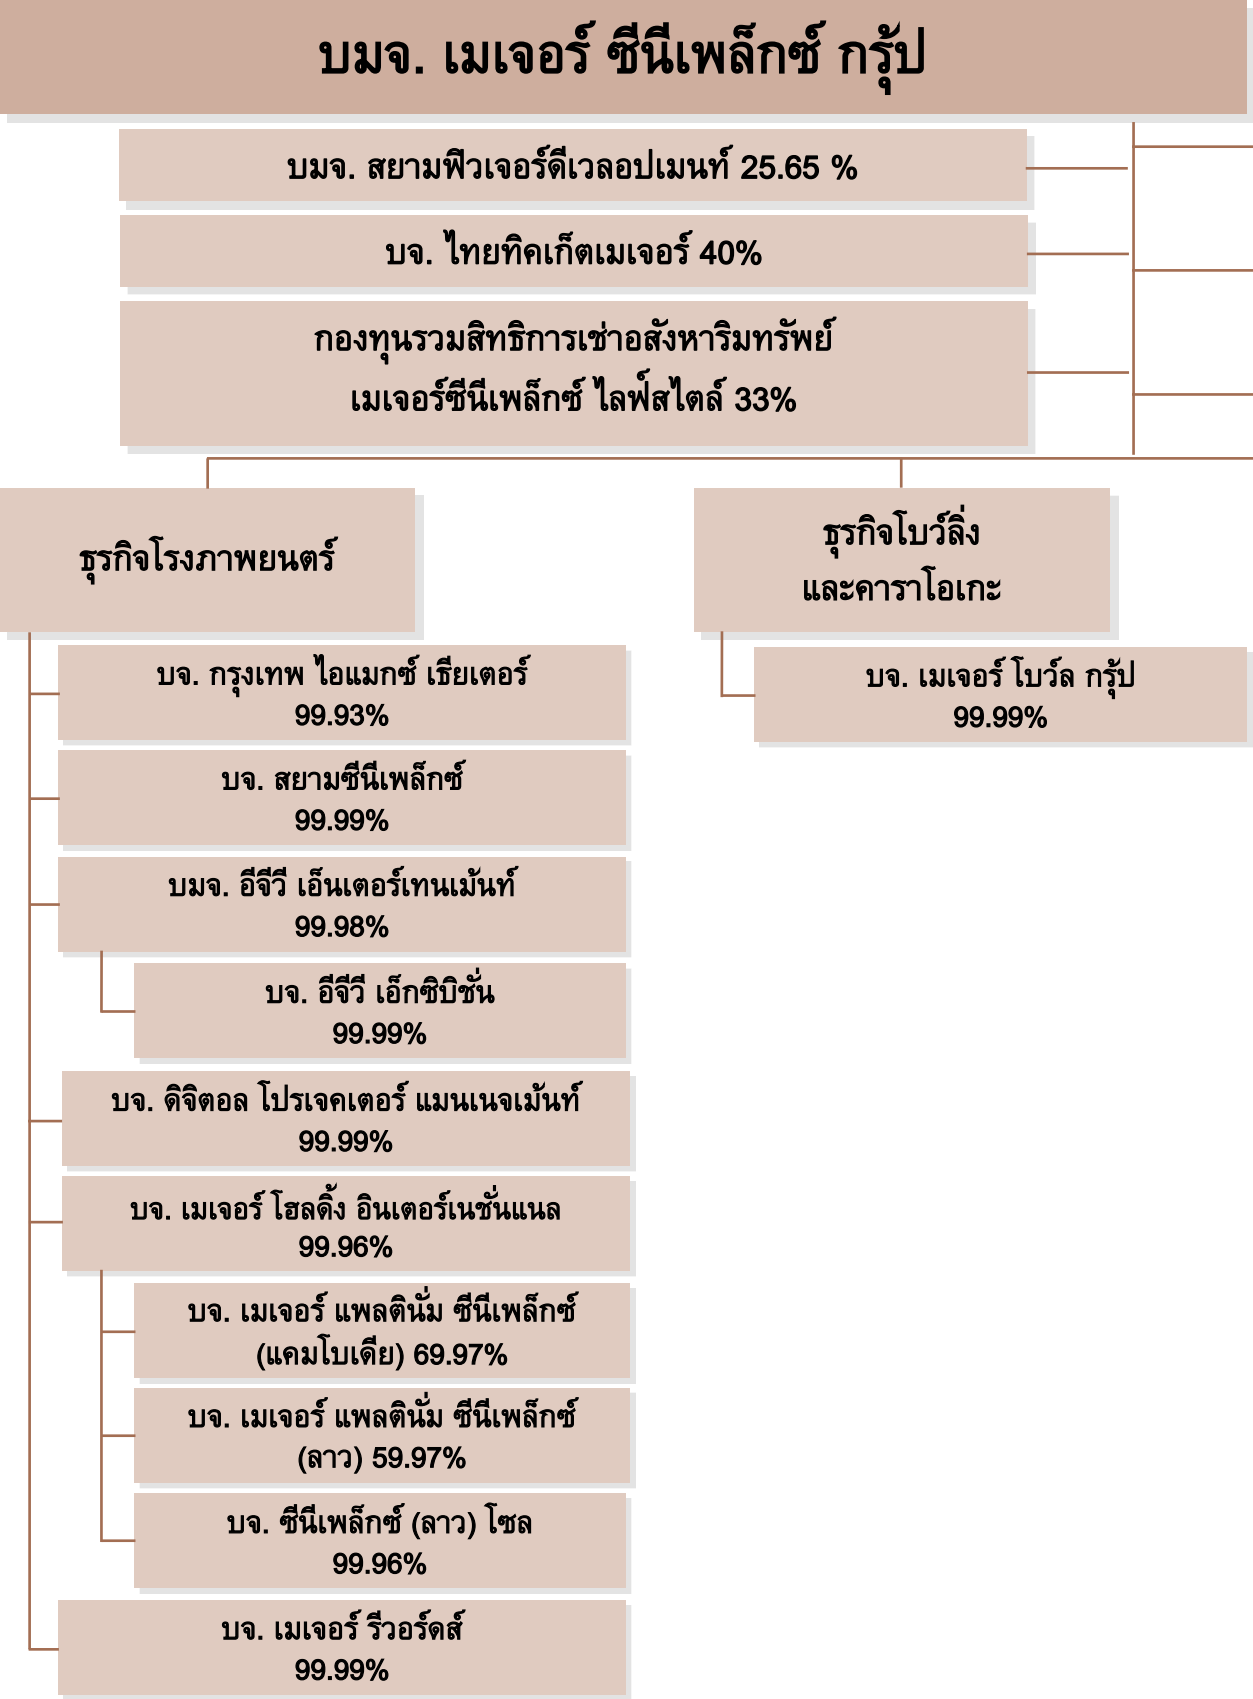 บมจ. เมเจอร์ ซีนีเพล็กซ์ กรุ้ป
บมจ. สยามฟิวเจอร์ดีเวลอปเมนท์ 25.65 %
บจ. ไทยทิคเก็ตเมเจอร์ 40%
กองทุนรวมสิทธิการเช่าอสังหาริมทรัพย์
เมเจอร์ซีนีเพล็กซ์ ไลฟ์สไตล์ 33%
ธุรกิจโรงภาพยนตร์
ธุรกิจโบว์ลิ่ง
และคาราโอเกะ
บจ. กรุงเทพ ไอแมกซ์ เธียเตอร์
99.93%
บจ. เมเจอร์ โบว์ล กรุ้ป
99.99%
บจ. สยามซีนีเพล็กซ์
99.99%
บมจ. อีจีวี เอ็นเตอร์เทนเม้นท์
99.98%
บจ. อีจีวี เอ็กซิบิชั่น
99.99%
บจ. ดิจิตอล โปรเจคเตอร์ แมนเนจเม้นท์
99.99%
บจ. เมเจอร์ โฮลดิ้ง อินเตอร์เนชั่นแนล
99.96%
บจ. เมเจอร์ แพลตินั่ม ซีนีเพล็กซ์
(แคมโบเดีย) 69.97%
บจ. เมเจอร์ แพลตินั่ม ซีนีเพล็กซ์
(ลาว) 59.97%
บจ. ซีนีเพล็กซ์ (ลาว) โซล
99.96%
บจ. เมเจอร์ รีวอร์ดส์
99.99%